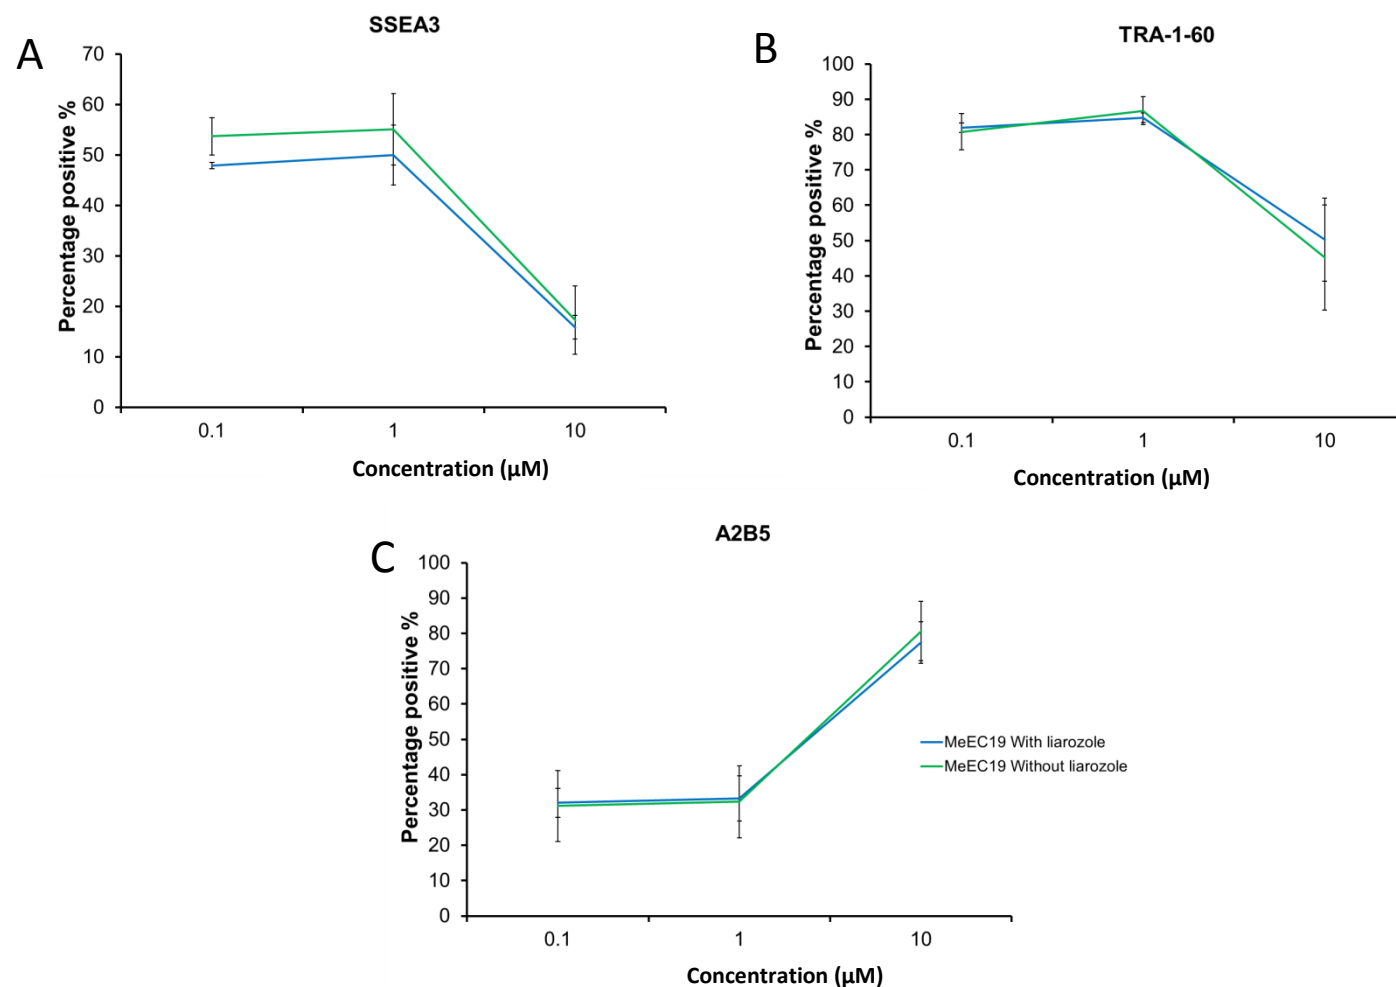 A
SSEA3
Percentage positive %
70
60
50
40
30
20
10
0
0.1 1 10
Concentration (µM)
B
TRA-1-60
Percentage positive %
100
90
80
70
60
50
40
30
20
10
0
0.1 1 10
Concentration (µM)
C
A2B5
Percentage positive %
100
90
80
70
60
50
40
30
20
10
0
0.1 1 10
Concentration (µM)
MeEC19 With liarozole
MeEC19 Without liarozole